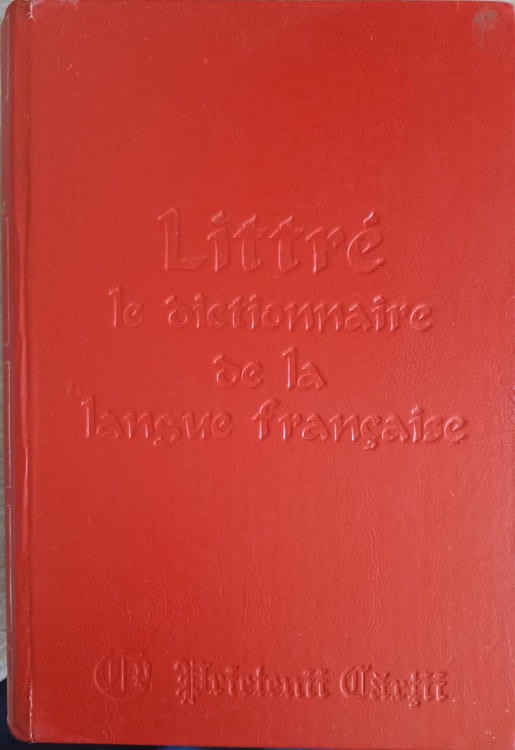 Littré
le dictionnaire
de la
langue française
Prietenii Cărţii